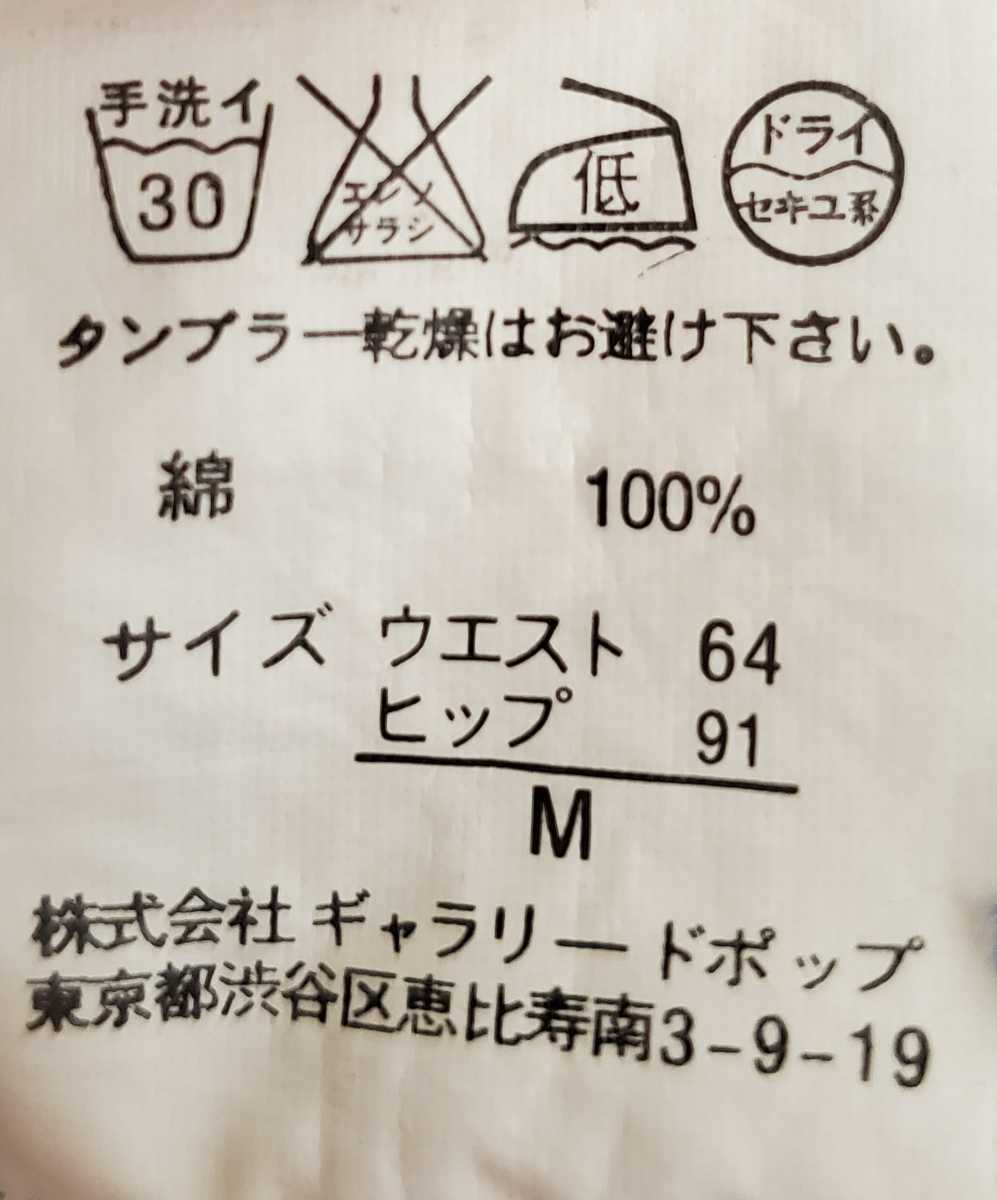 手洗イ
30
エンソ
サラシ
低
ドライ
セキユ系
タンブラー乾燥はお避け下さい。
綿 100%
サイズ ウエスト 64
ヒップ 91
M
株式会社 ギャラリードポップ
東京都渋谷区恵比寿南3-9-19